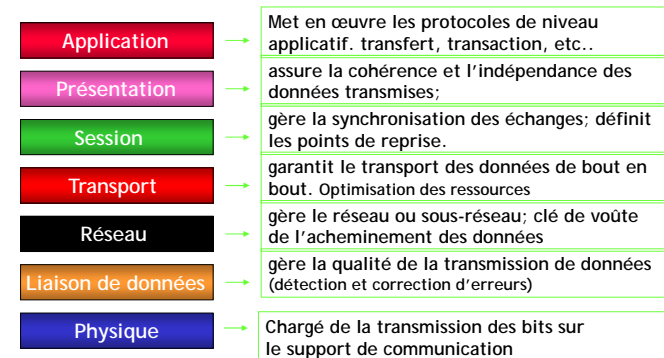 Application
Met en œuvre les protocoles de niveau
applicatif. transfert, transaction, etc..
Présentation
assure la cohérence et l'indépendance des
données transmises;
Session
gère la synchronisation des échanges; définit
les points de reprise.
Transport
garantit le transport des données de bout en
bout. Optimisation des ressources
Réseau
gère le réseau ou sous-réseau; clé de voûte
de l'acheminement des données
Liaison de données
gère la qualité de la transmission de données
(détection et correction d'erreurs)
Physique
Chargé de la transmission des bits sur
le support de communication